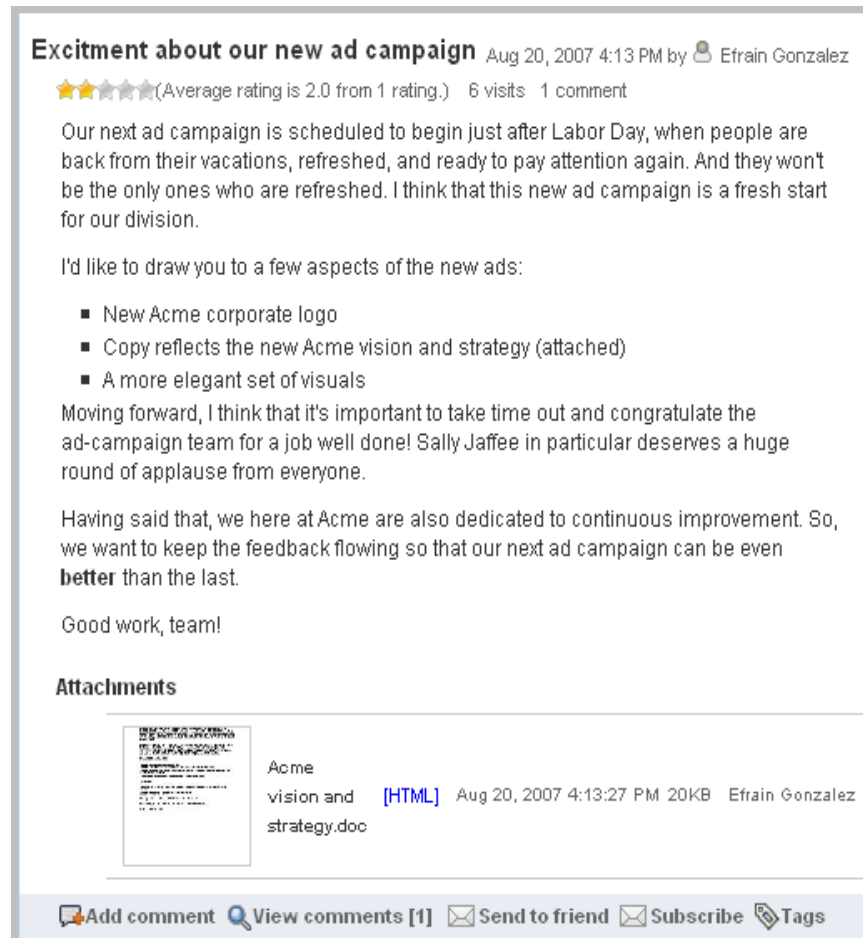 Excitment about our new ad campaign Aug 20, 2007 4:13 PM by Efrain Gonzalez
(Average rating is 2.0 from 1 rating.) 6 visits 1 comment
Our next ad campaign is scheduled to begin just after Labor Day, when people are
back from their vacations, refreshed, and ready to pay attention again. And they won't
be the only ones who are refreshed. I think that this new ad campaign is a fresh start
for our division.
I'd like to draw you to a few aspects of the new ads:
■ New Acme corporate logo
■ Copy reflects the new Acme vision and strategy (attached)
■ A more elegant set of visuals
Moving forward, I think that it's important to take time out and congratulate the
ad-campaign team for a job well done! Sally Jaffee in particular deserves a huge
round of applause from everyone.
Having said that, we here at Acme are also dedicated to continuous improvement. So,
we want to keep the feedback flowing so that our next ad campaign can be even
better than the last.
Good work, team!
Attachments
Acme
vision and [HTML] Aug 20, 2007 4:13:27 PM 20KB Efrain Gonzalez
strategy.doc
Add comment View comments [1] Send to friend Subscribe Tags